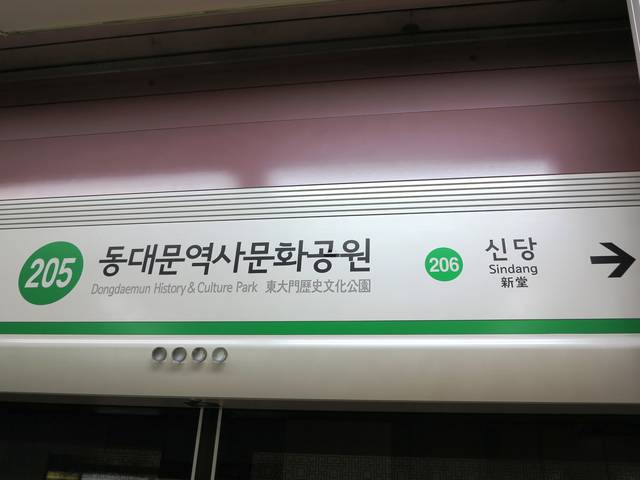 205 동대문역사문화공원
Dongdaemun History & Culture Park 東大門歷史文化公園
206 신당
Sindang
新堂